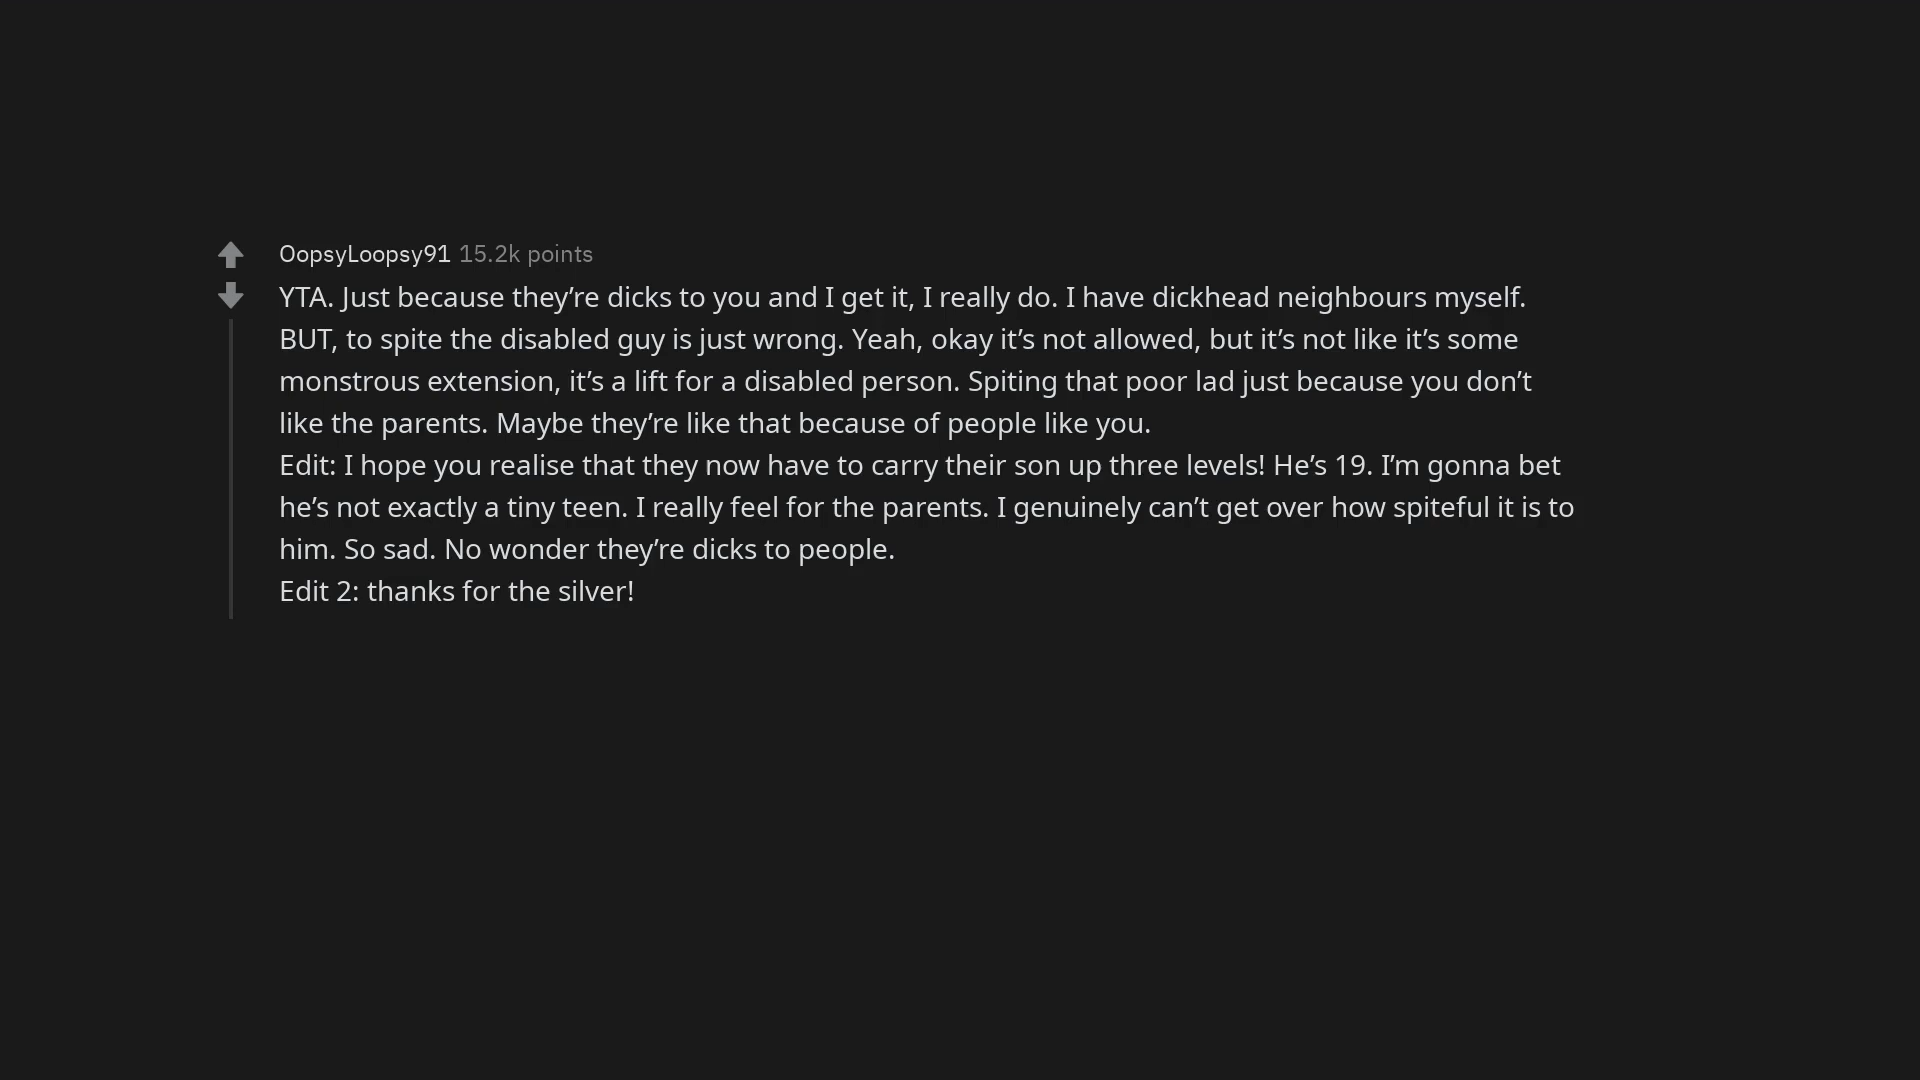 OopsyLoopsy91 15.2k points
YTA. Just because they’re dicks to you and I get it, I really do. I have dickhead neighbours myself.
BUT, to spite the disabled guy is just wrong. Yeah, okay it’s not allowed, but it’s not like it’s some
monstrous extension, it’s a lift for a disabled person. Spiting that poor lad just because you don’t
like the parents. Maybe they’re like that because of people like you.
Edit: I hope you realise that they now have to carry their son up three levels! He’s 19. I’m gonna bet
he’s not exactly a tiny teen. I really feel for the parents. I genuinely can’t get over how spiteful it is to
him. So sad. No wonder they’re dicks to people.
Edit 2: thanks for the silver!